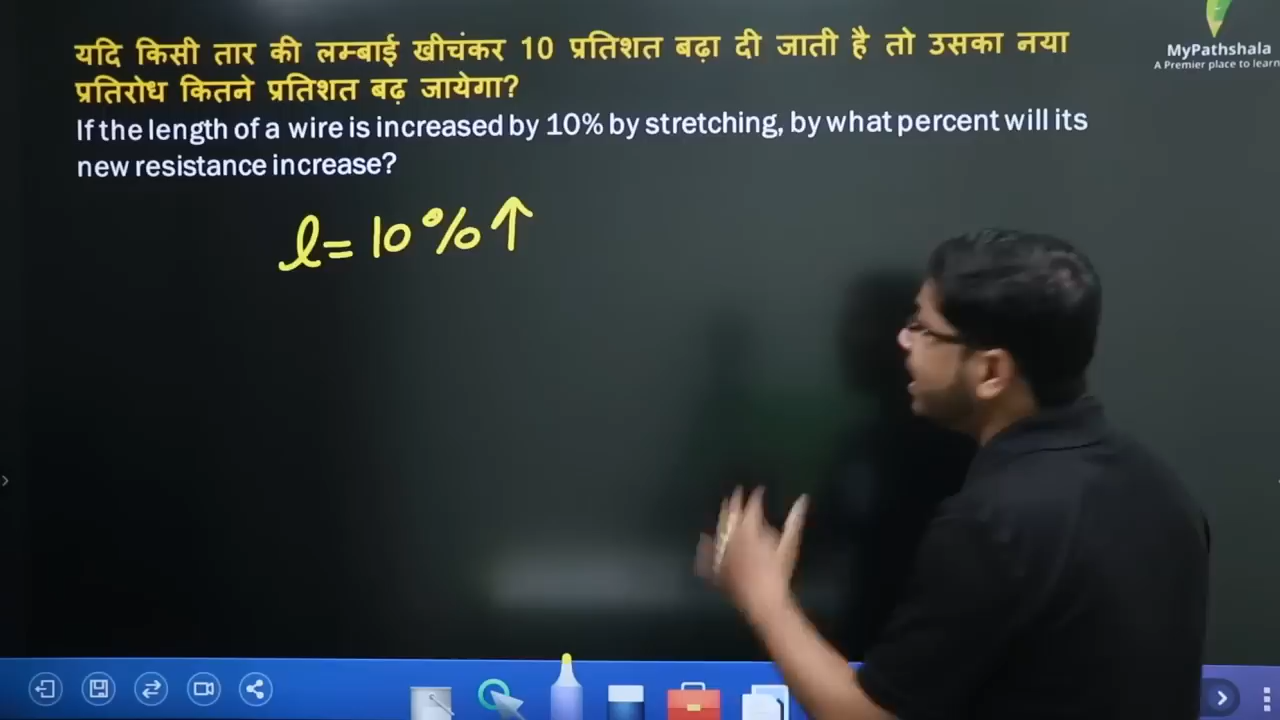 यदि किसी तार की लम्बाई खीचंकर 10 प्रतिशत बढ़ा दी जाती है तो उसका नया
प्रतिरोध कितने प्रतिशत बढ़ जायेगा?
If the length of a wire is increased by 10% by stretching, by what percent will its
new resistance increase?
l = 10% ↑
MyPathshala
A Premier place to learn